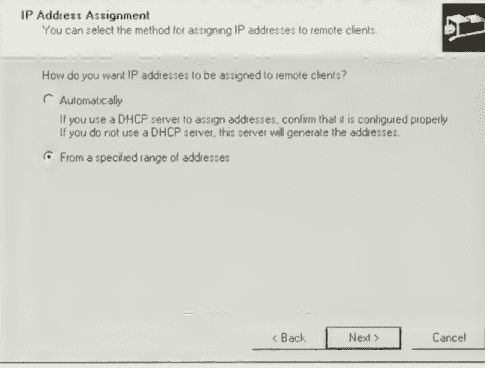 IP Address Assignment
You can select the method for assigning IP addresses to remote clients.
How do you want IP addresses to be assigned to remote clients?
Automatically
If you use a DHCP server to assign addresses, confirm that it is configured properly
If you do not use a DHCP server, this server will generate the addresses.
From a specified range of addresses
< Back
Next >
Cancel